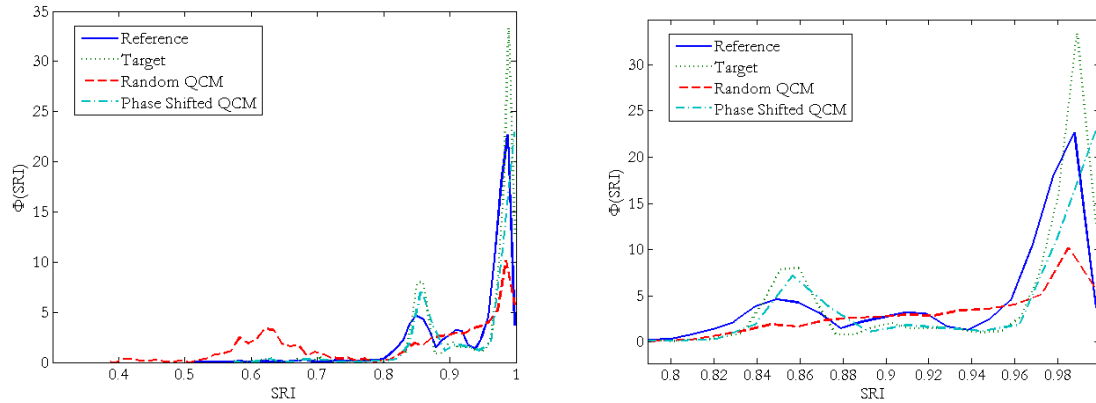 35
30
25
20
15
10
5
0
Φ(SRI)
Reference
Target
Random QCM
Phase Shifted QCM
0.4 0.5 0.6 0.7 0.8 0.9 1
SRI
30
25
20
15
10
5
0
Φ(SRI)
Reference
Target
Random QCM
Phase Shifted QCM
0.8 0.82 0.84 0.86 0.88 0.9 0.92 0.94 0.96 0.98
SRI